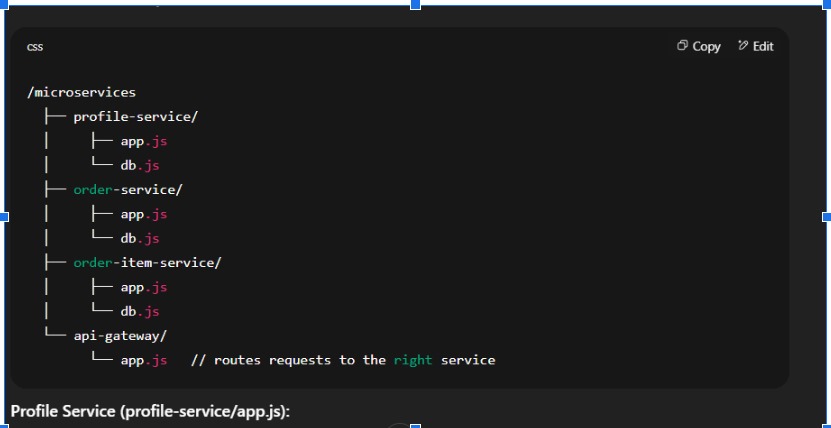 css
Copy
Edit
/microservices
├── profile-service/
│     ├── app.js
│     └── db.js
├── order-service/
│     ├── app.js
│     └── db.js
├── order-item-service/
│     ├── app.js
│     └── db.js
└── api-gateway/
      └── app.js   // routes requests to the right service
Profile Service (profile-service/app.js):